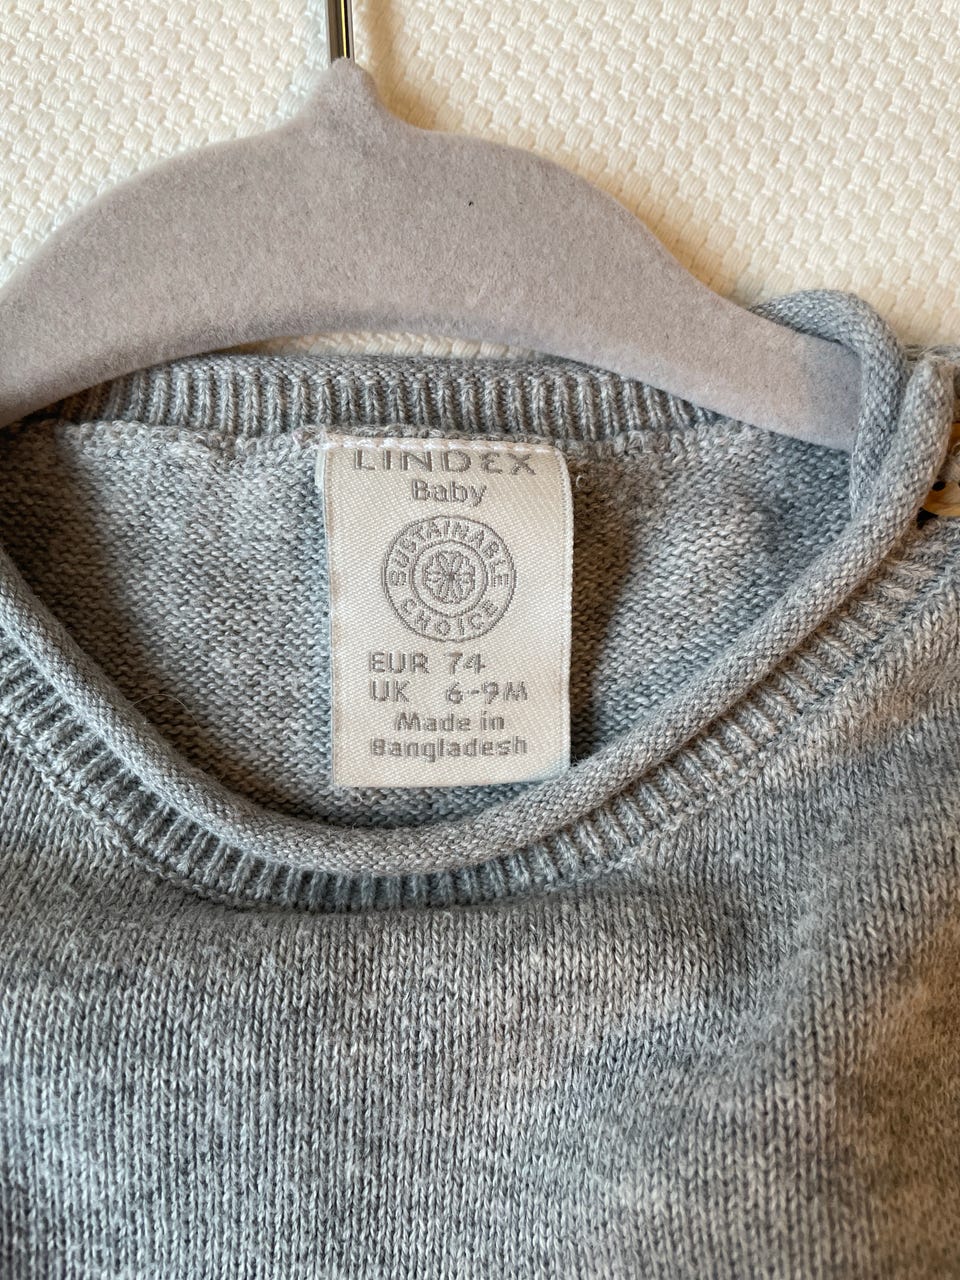 LINDEX
Baby
SUSTAINABLE
CHOICE
EUR 74
UK 6-9M
Made in
Bangladesh